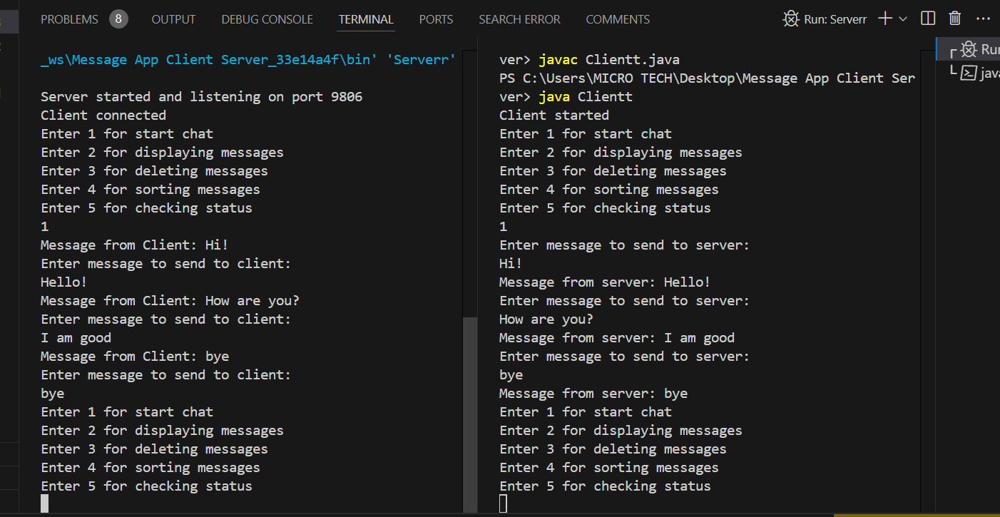 PROBLEMS 8 OUTPUT DEBUG CONSOLE TERMINAL PORTS SEARCH ERROR COMMENTS Run: Serverr
_ws\Message App Client Server_33e14a4f\bin' 'Serverr'
Server started and listening on port 9806
Client connected
Enter 1 for start chat
Enter 2 for displaying messages
Enter 3 for deleting messages
Enter 4 for sorting messages
Enter 5 for checking status
1
Message from Client: Hi!
Enter message to send to client:
Hello!
Message from Client: How are you?
Enter message to send to client:
I am good
Message from Client: bye
Enter message to send to client:
bye
Enter 1 for start chat
Enter 2 for displaying messages
Enter 3 for deleting messages
Enter 4 for sorting messages
Enter 5 for checking status
ver> javac Clientt.java
PS C:\Users\MICRO TECH\Desktop\Message App Client Ser
ver> java Clientt
Client started
Enter 1 for start chat
Enter 2 for displaying messages
Enter 3 for deleting messages
Enter 4 for sorting messages
Enter 5 for checking status
1
Enter message to send to server:
Hi!
Message from server: Hello!
Enter message to send to server:
How are you?
Message from server: I am good
Enter message to send to server:
bye
Message from server: bye
Enter 1 for start chat
Enter 2 for displaying messages
Enter 3 for deleting messages
Enter 4 for sorting messages
Enter 5 for checking status